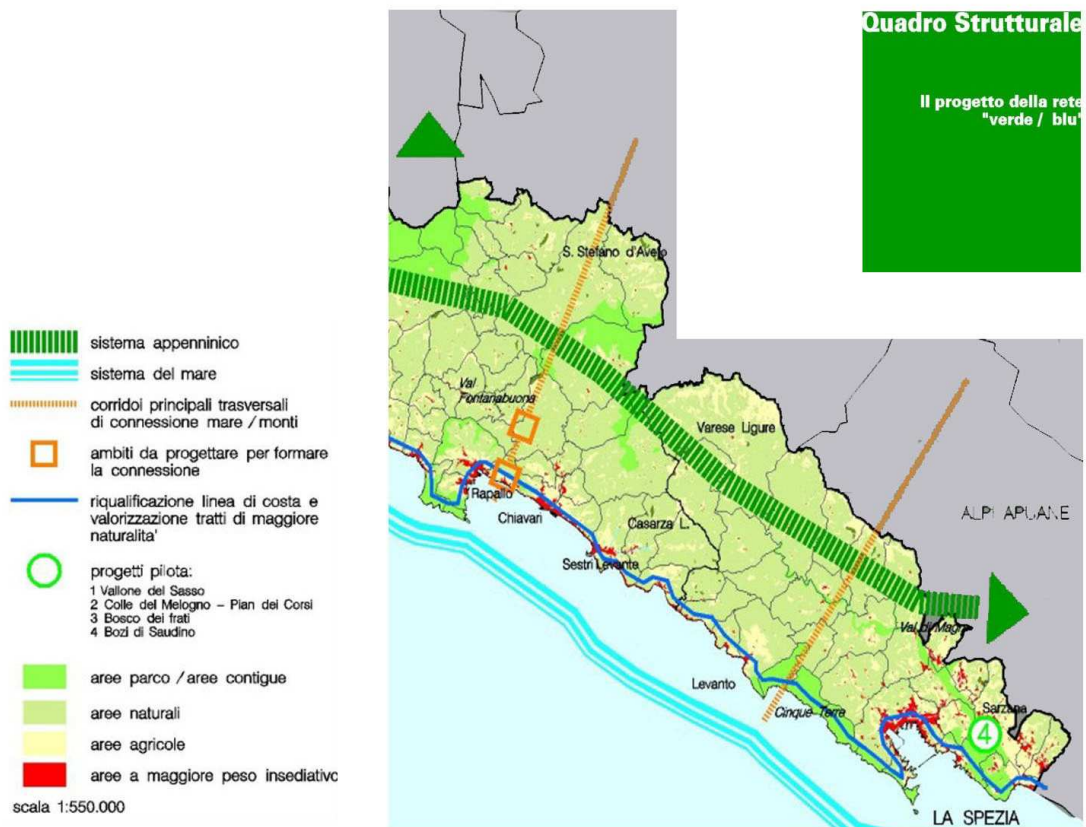 Quadro Strutturale
Il progetto della rete
"verde / blu"
sistema appenninico
sistema del mare
corridoi principali trasversali
di connessione mare / monti
ambiti da progettare per formare
la connessione
riqualificazione linea di costa e
valorizzazione tratti di maggiore
naturalita'
progetti pilota:
1 Vallone del Sasso
2 Colle del Melogno – Pian dei Corsi
3 Bosco dei frati
4 Bozi di Saudino
aree parco / aree contigue
aree naturali
aree agricole
aree a maggiore peso insediativo
scala 1:550.000
S. Stefano d'Aveto
Val
Fontanabuona
Varese Ligure
Rapallo
Chiavari
Casarza L.
Sestri Levante
ALPI APUANE
Val di Magra
Levanto
Cinque Terre
Sarzana
4
LA SPEZIA